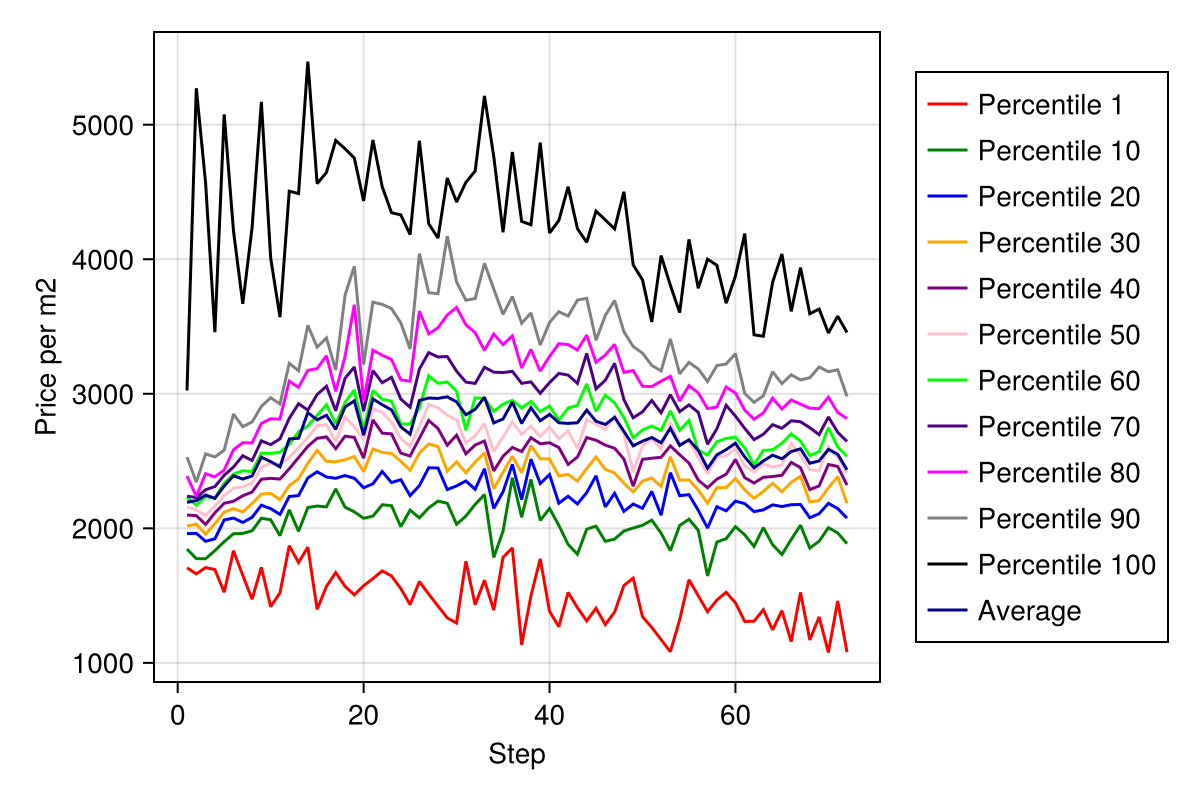 5000
4000
3000
2000
1000
Price per m2
0 20 40 60
Step
Percentile 1
Percentile 10
Percentile 20
Percentile 30
Percentile 40
Percentile 50
Percentile 60
Percentile 70
Percentile 80
Percentile 90
Percentile 100
Average